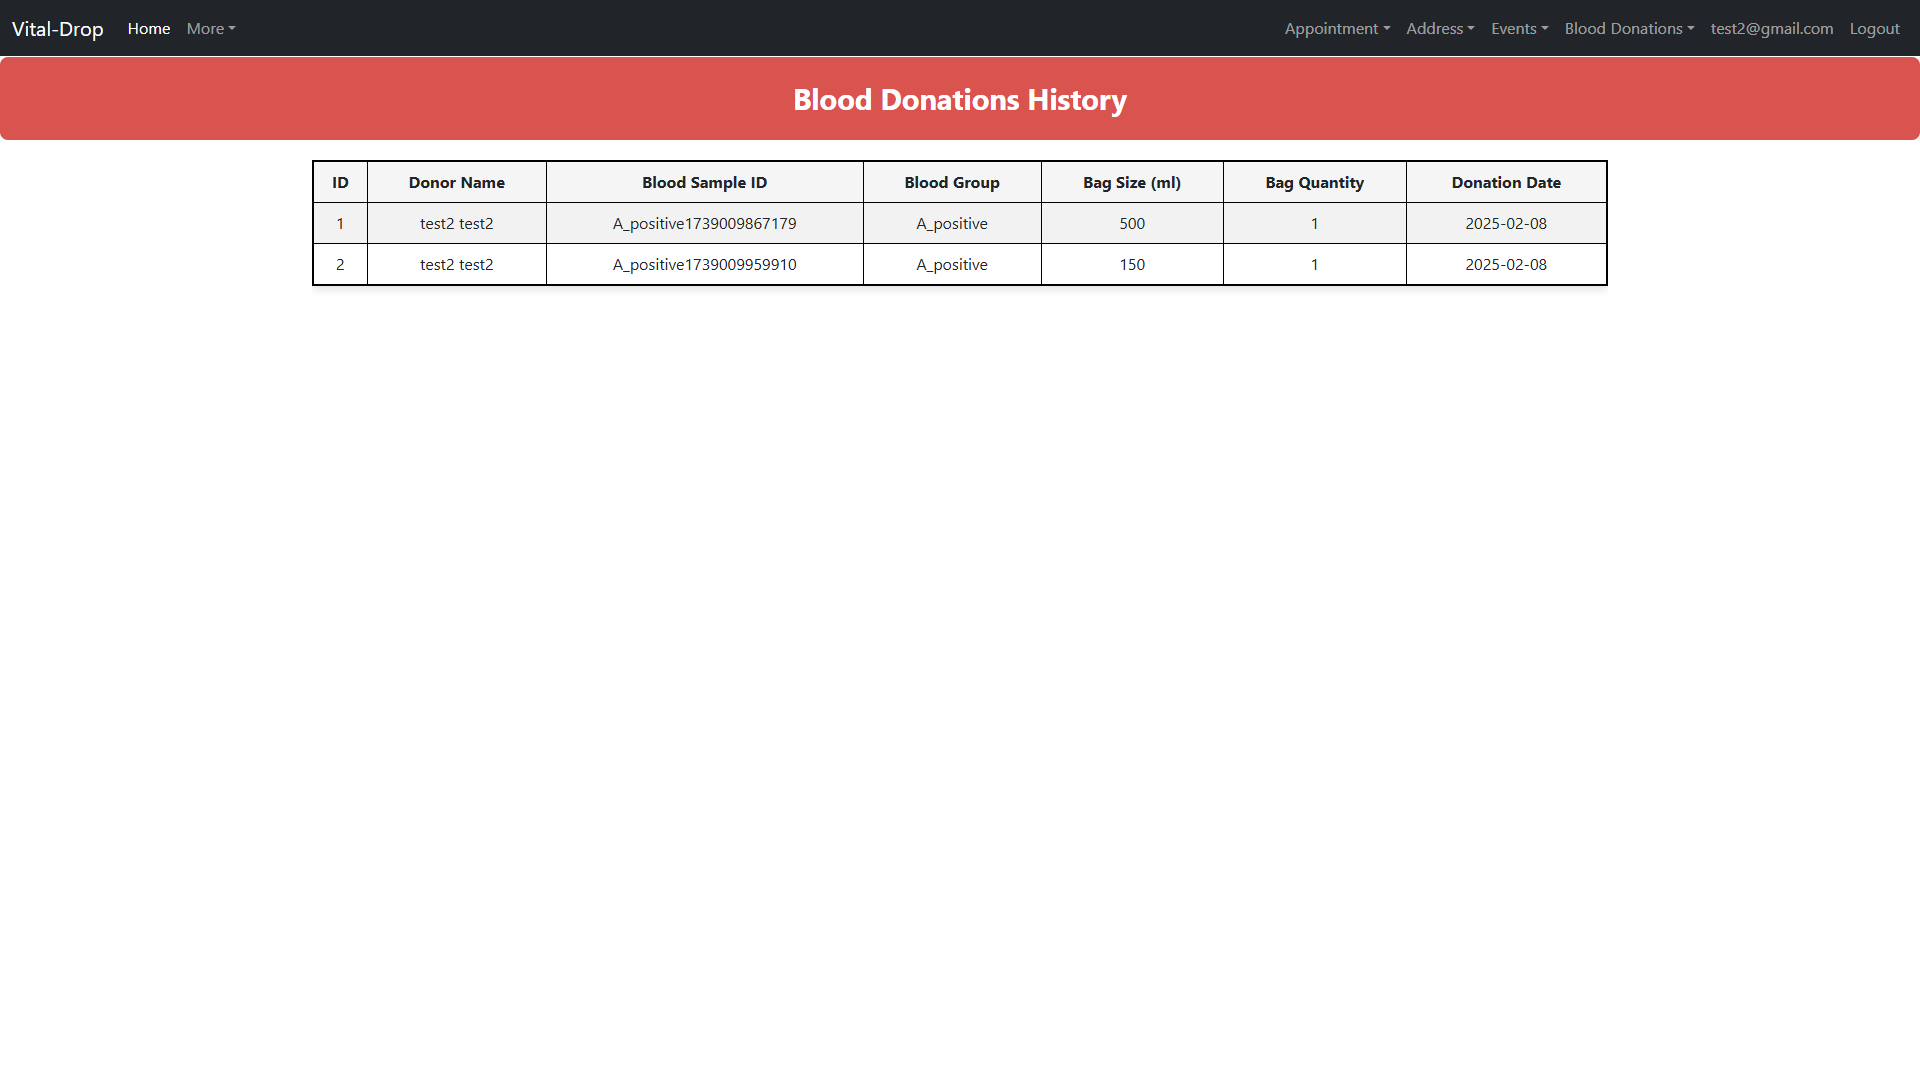 Vital-Drop Home More Appointment Address Events Blood Donations test2@gmail.com Logout
Blood Donations History
ID Donor Name Blood Sample ID Blood Group Bag Size (ml) Bag Quantity Donation Date
1 test2 test2 A_positive1739009867179 A_positive 500 1 2025-02-08
2 test2 test2 A_positive1739009959910 A_positive 150 1 2025-02-08